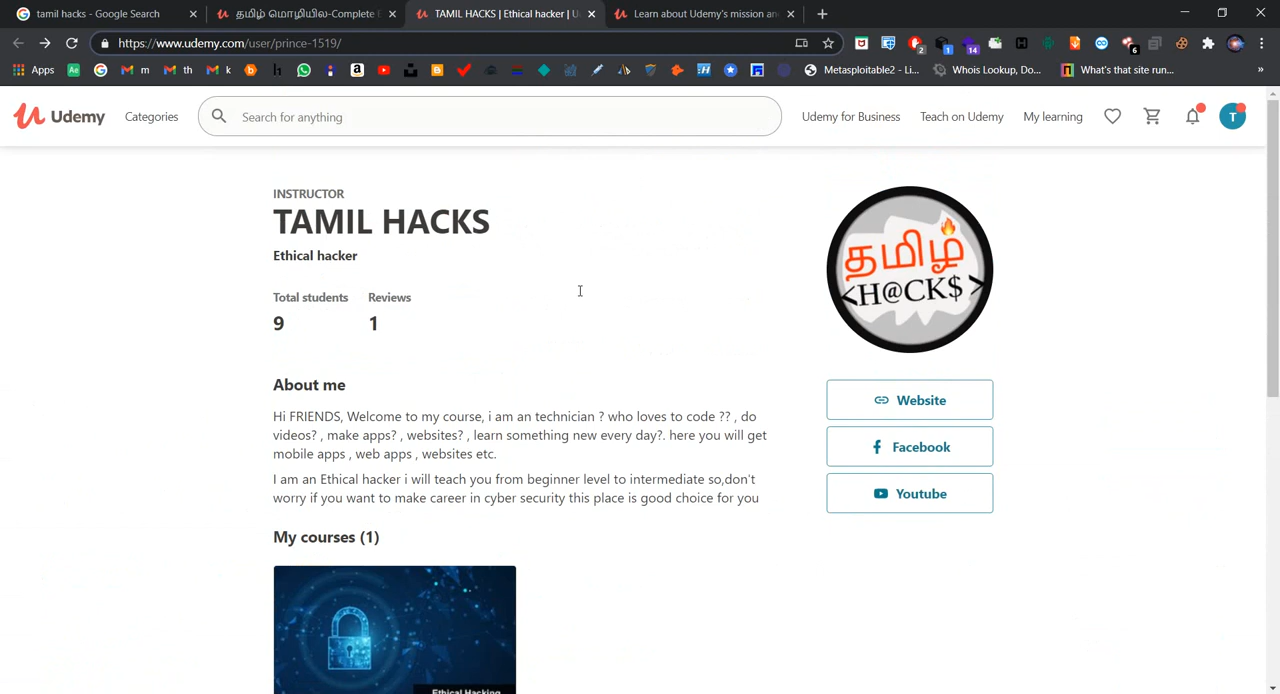 tamil hacks - Google Search
தமிழ் மொழியில-Complete E
TAMIL HACKS | Ethical hacker | U
Learn about Udemy's mission an
https://www.udemy.com/user/prince-1519/
Apps
m
th
k
Metasploitable2 - Li...
Whois Lookup, Do...
What's that site run...
Udemy
Categories
Search for anything
Udemy for Business
Teach on Udemy
My learning
T
INSTRUCTOR
TAMIL HACKS
Ethical hacker
Total students
Reviews
9
1
தமிழ்
<H@CK$>
Website
Facebook
Youtube
About me
Hi FRIENDS, Welcome to my course, i am an technician ? who loves to code ?? , do
videos? , make apps? , websites? , learn something new every day?. here you will get
mobile apps , web apps , websites etc.
I am an Ethical hacker i will teach you from beginner level to intermediate so,don't
worry if you want to make career in cyber security this place is good choice for you
My courses (1)
Ethical Hacking